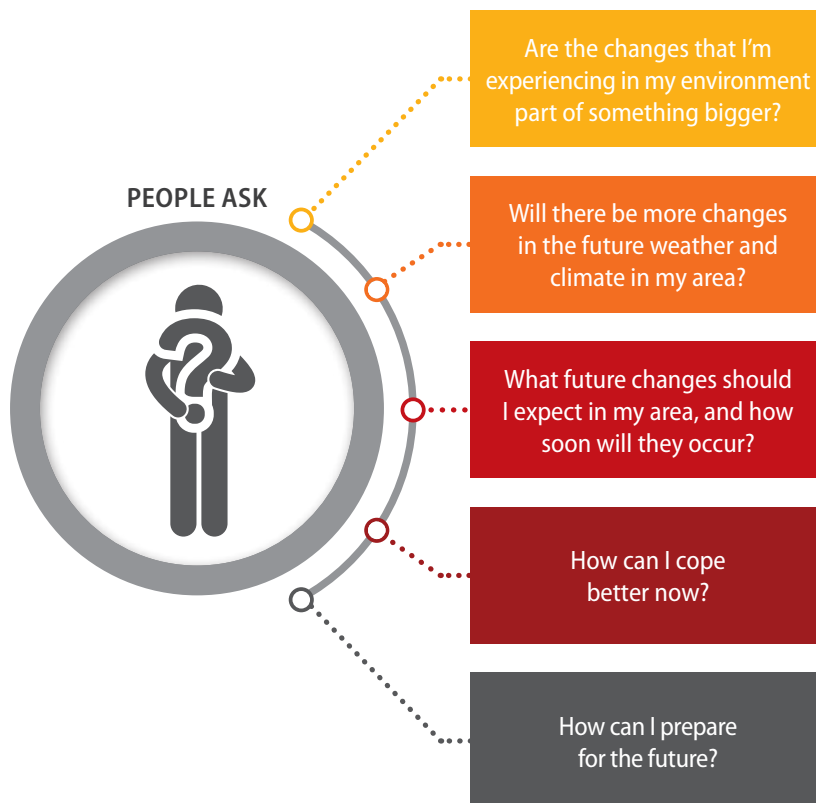 Are the changes that I'm
experiencing in my environment
part of something bigger?
PEOPLE ASK
Will there be more changes
in the future weather and
climate in my area?
What future changes should
I expect in my area, and how
soon will they occur?
How can I cope
better now?
How can I prepare
for the future?